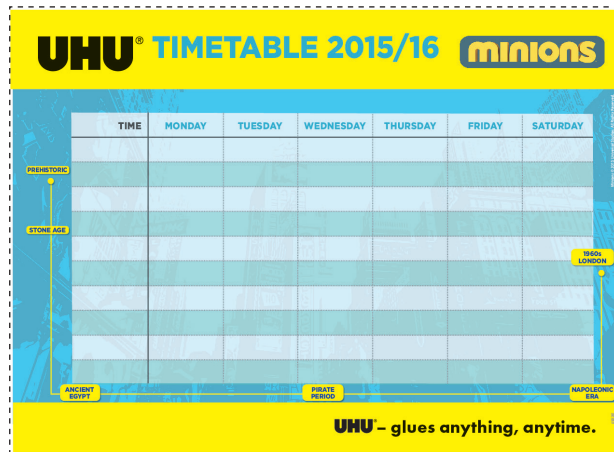 UHU® TIMETABLE 2015/16 minions
TIME MONDAY TUESDAY WEDNESDAY THURSDAY FRIDAY SATURDAY
PREHISTORIC
STONE AGE
1960s
LONDON
ANCIENT
EGYPT
PIRATE
PERIOD
NAPOLEONIC
ERA
UHU® – glues anything, anytime.